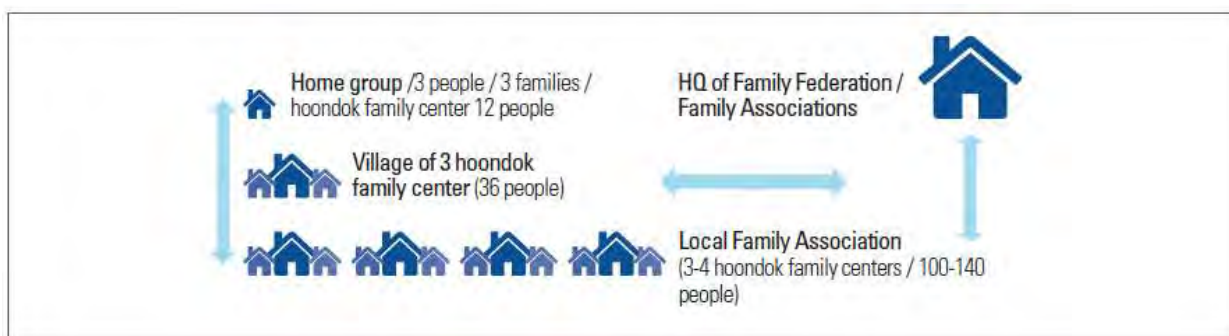 Home group /3 people / 3 families /
hoondok family center 12 people
HQ of Family Federation /
Family Associations
Village of 3 hoondok
family center (36 people)
Local Family Association
(3-4 hoondok family centers / 100-140
people)